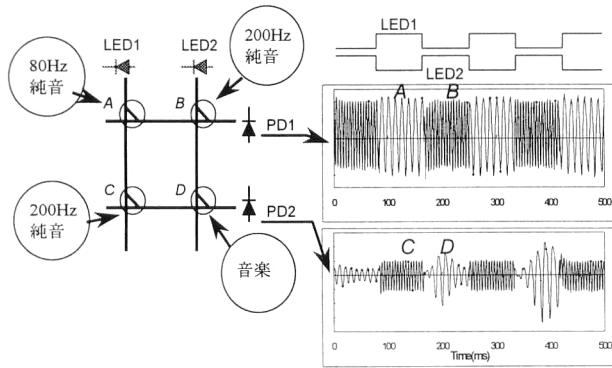 LED1
LED2
80Hz
純音
200Hz
純音
A
B
PD1
C
D
PD2
200Hz
純音
音楽
LED1
LED2
A
B
0
100
200
300
400
500
C
D
0
100
200
300
400
500
Time(ms)